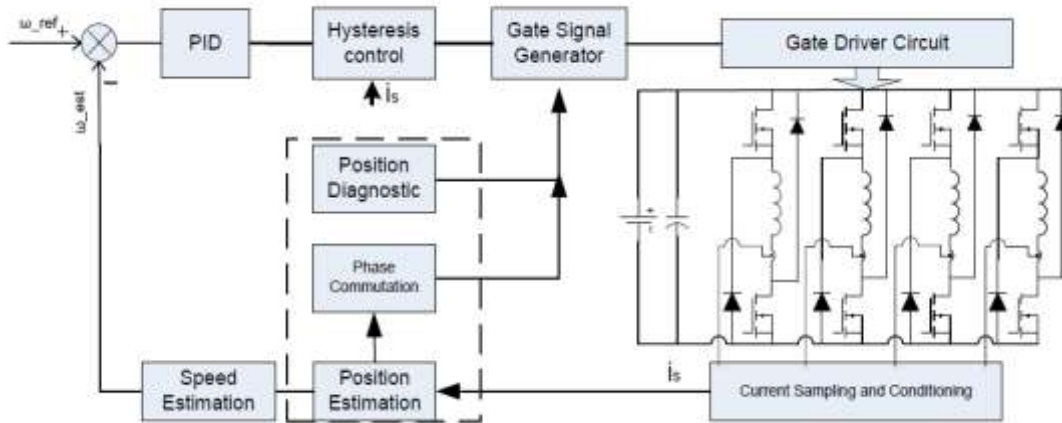 ω_ref +
PID
Hysteresis
control
Gate Signal
Generator
Gate Driver Circuit
−
ω_est
is
Position
Diagnostic
+
-
Phase
Commutation
Speed
Estimation
Position
Estimation
is
Current Sampling and Conditioning